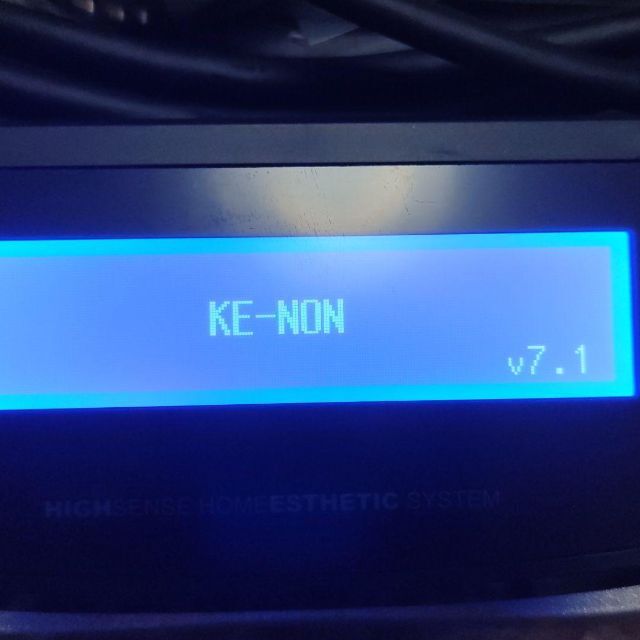 KE-NON
v7.1
HIGHSENSE HOMEESTHETIC SYSTEM